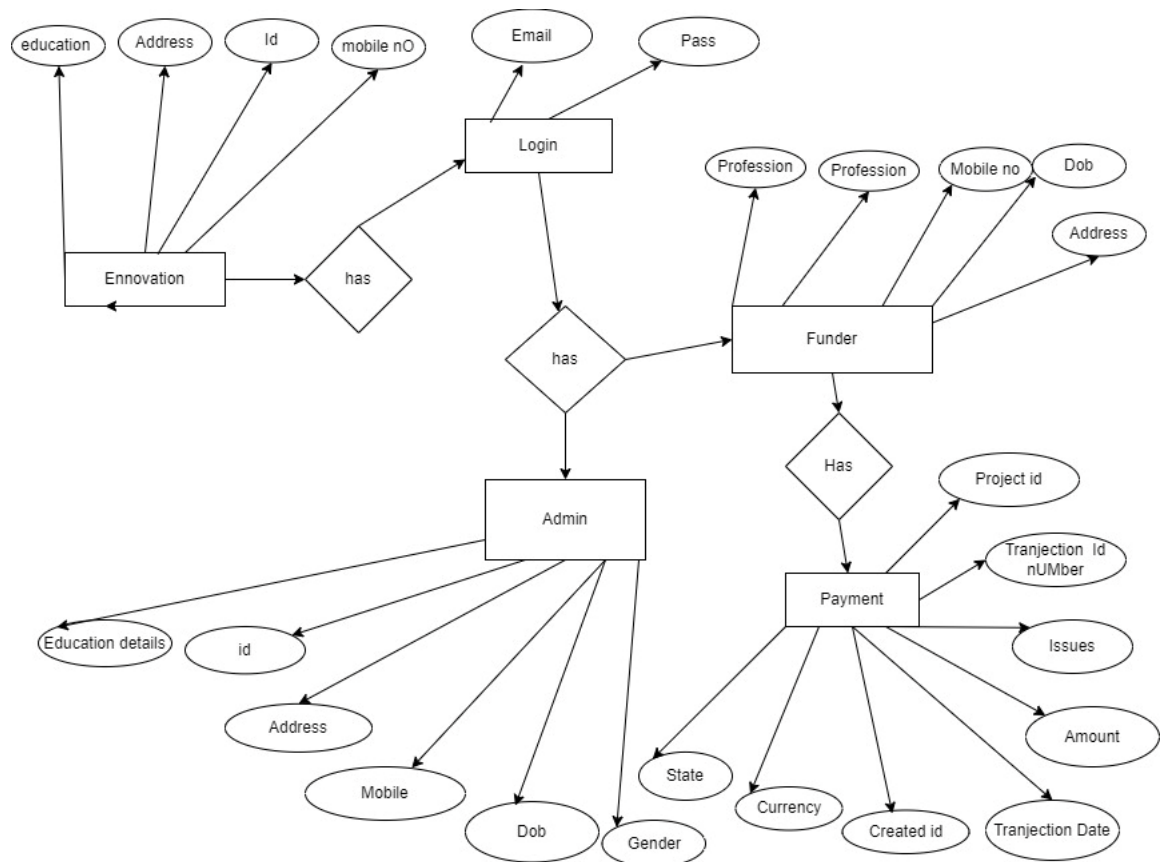 education
Address
Id
mobile nO
Email
Pass
Login
Profession
Profession
Mobile no
Dob
Address
Ennovation
has
has
Funder
Has
Admin
Project id
Tranjection Id
nUMber
Payment
Education details
id
Issues
Address
Amount
Mobile
State
Currency
Dob
Gender
Created id
Tranjection Date